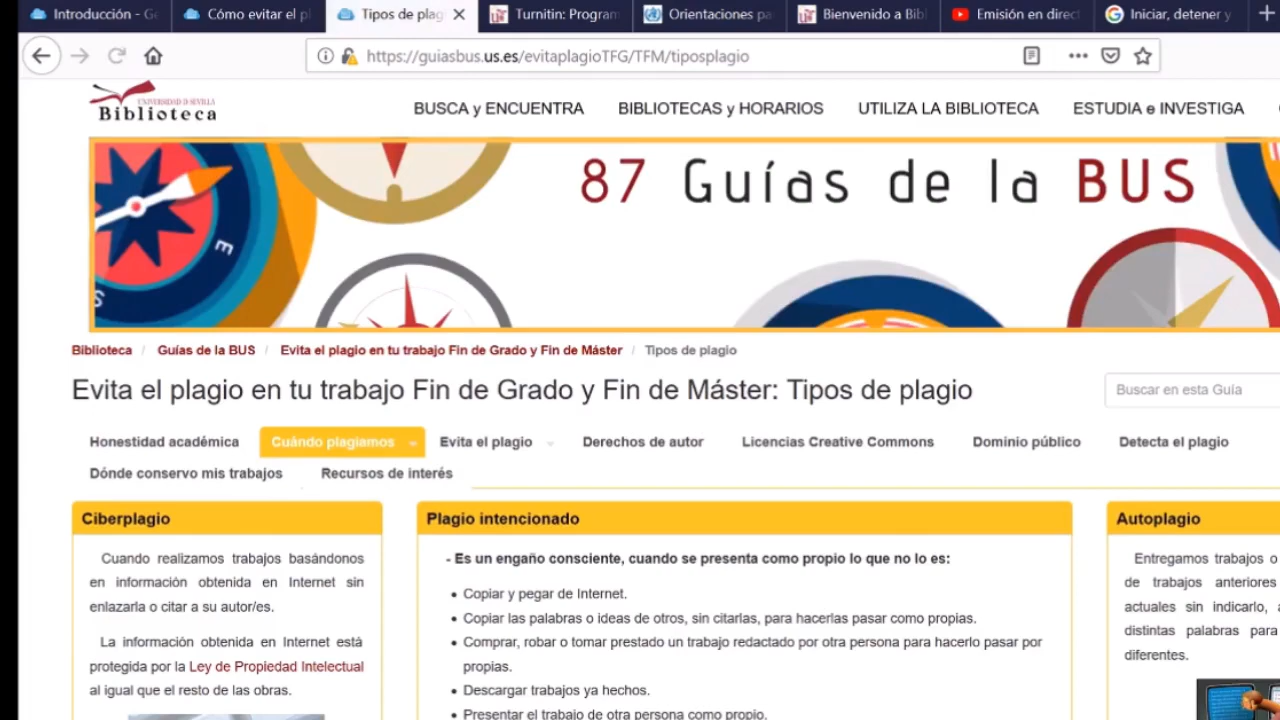 Introducción - Ge
Cómo evitar el pl
Tipos de plag
Turnitin: Program
Orientaciones pa
Bienvenido a Bib
Emisión en direct
Iniciar, detener y
https://guiasbus.us.es/evitaplagioTFG/TFM/tiposplagio
UNIVERSIDAD D SEVILLA
Biblioteca
BUSCA y ENCUENTRA
BIBLIOTECAS y HORARIOS
UTILIZA LA BIBLIOTECA
ESTUDIA e INVESTIGA
87 Guías de la BUS
E
S
Biblioteca / Guías de la BUS / Evita el plagio en tu trabajo Fin de Grado y Fin de Máster / Tipos de plagio
Evita el plagio en tu trabajo Fin de Grado y Fin de Máster: Tipos de plagio
Buscar en esta Guía
Honestidad académica
Cuándo plagiamos
Evita el plagio
Derechos de autor
Licencias Creative Commons
Dominio público
Detecta el plagio
Dónde conservo mis trabajos
Recursos de interés
Ciberplagio
Cuando realizamos trabajos basándonos
en información obtenida en Internet sin
enlazarla o citar a su autor/es.
La información obtenida en Internet está
protegida por la Ley de Propiedad Intelectual
al igual que el resto de las obras.
Plagio intencionado
- Es un engaño consciente, cuando se presenta como propio lo que no lo es:
• Copiar y pegar de Internet.
• Copiar las palabras o ideas de otros, sin citarlas, para hacerlas pasar como propias.
• Comprar, robar o tomar prestado un trabajo redactado por otra persona para hacerlo pasar por
propias.
• Descargar trabajos ya hechos.
• Presentar el trabajo de otra persona como propio.
Autoplagio
Entregamos trabajos o
de trabajos anteriores
actuales sin indicarlo, a
distintas palabras para
diferentes.